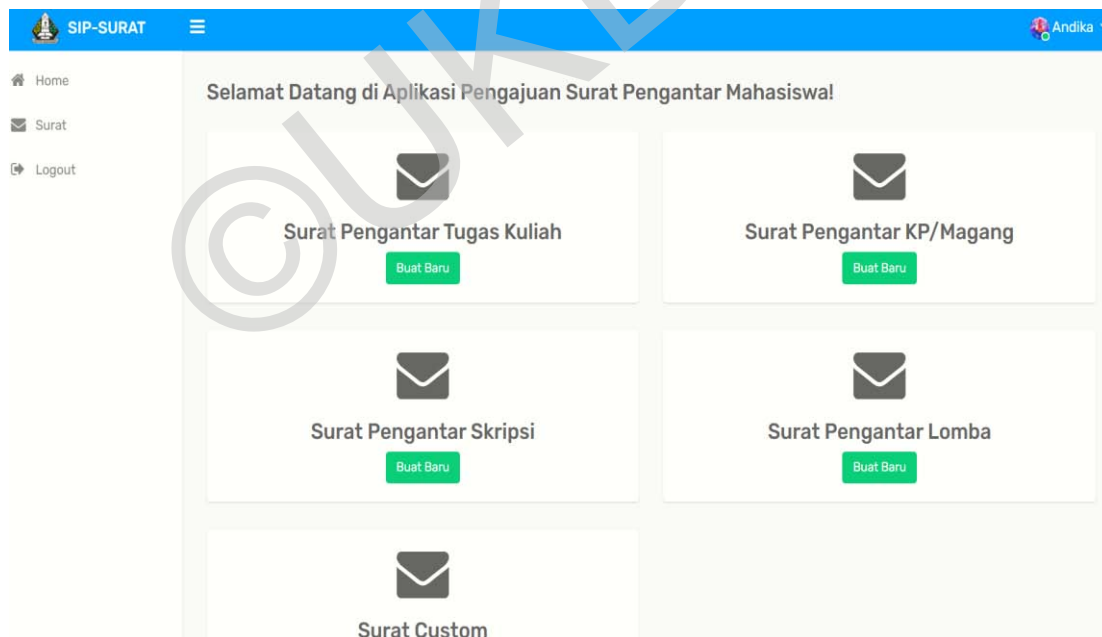 SIP-SURAT
Andika
Home
Surat
Logout
Selamat Datang di Aplikasi Pengajuan Surat Pengantar Mahasiswa!
Surat Pengantar Tugas Kuliah
Buat Baru
Surat Pengantar KP/Magang
Buat Baru
Surat Pengantar Skripsi
Buat Baru
Surat Pengantar Lomba
Buat Baru
Surat Custom
©UK